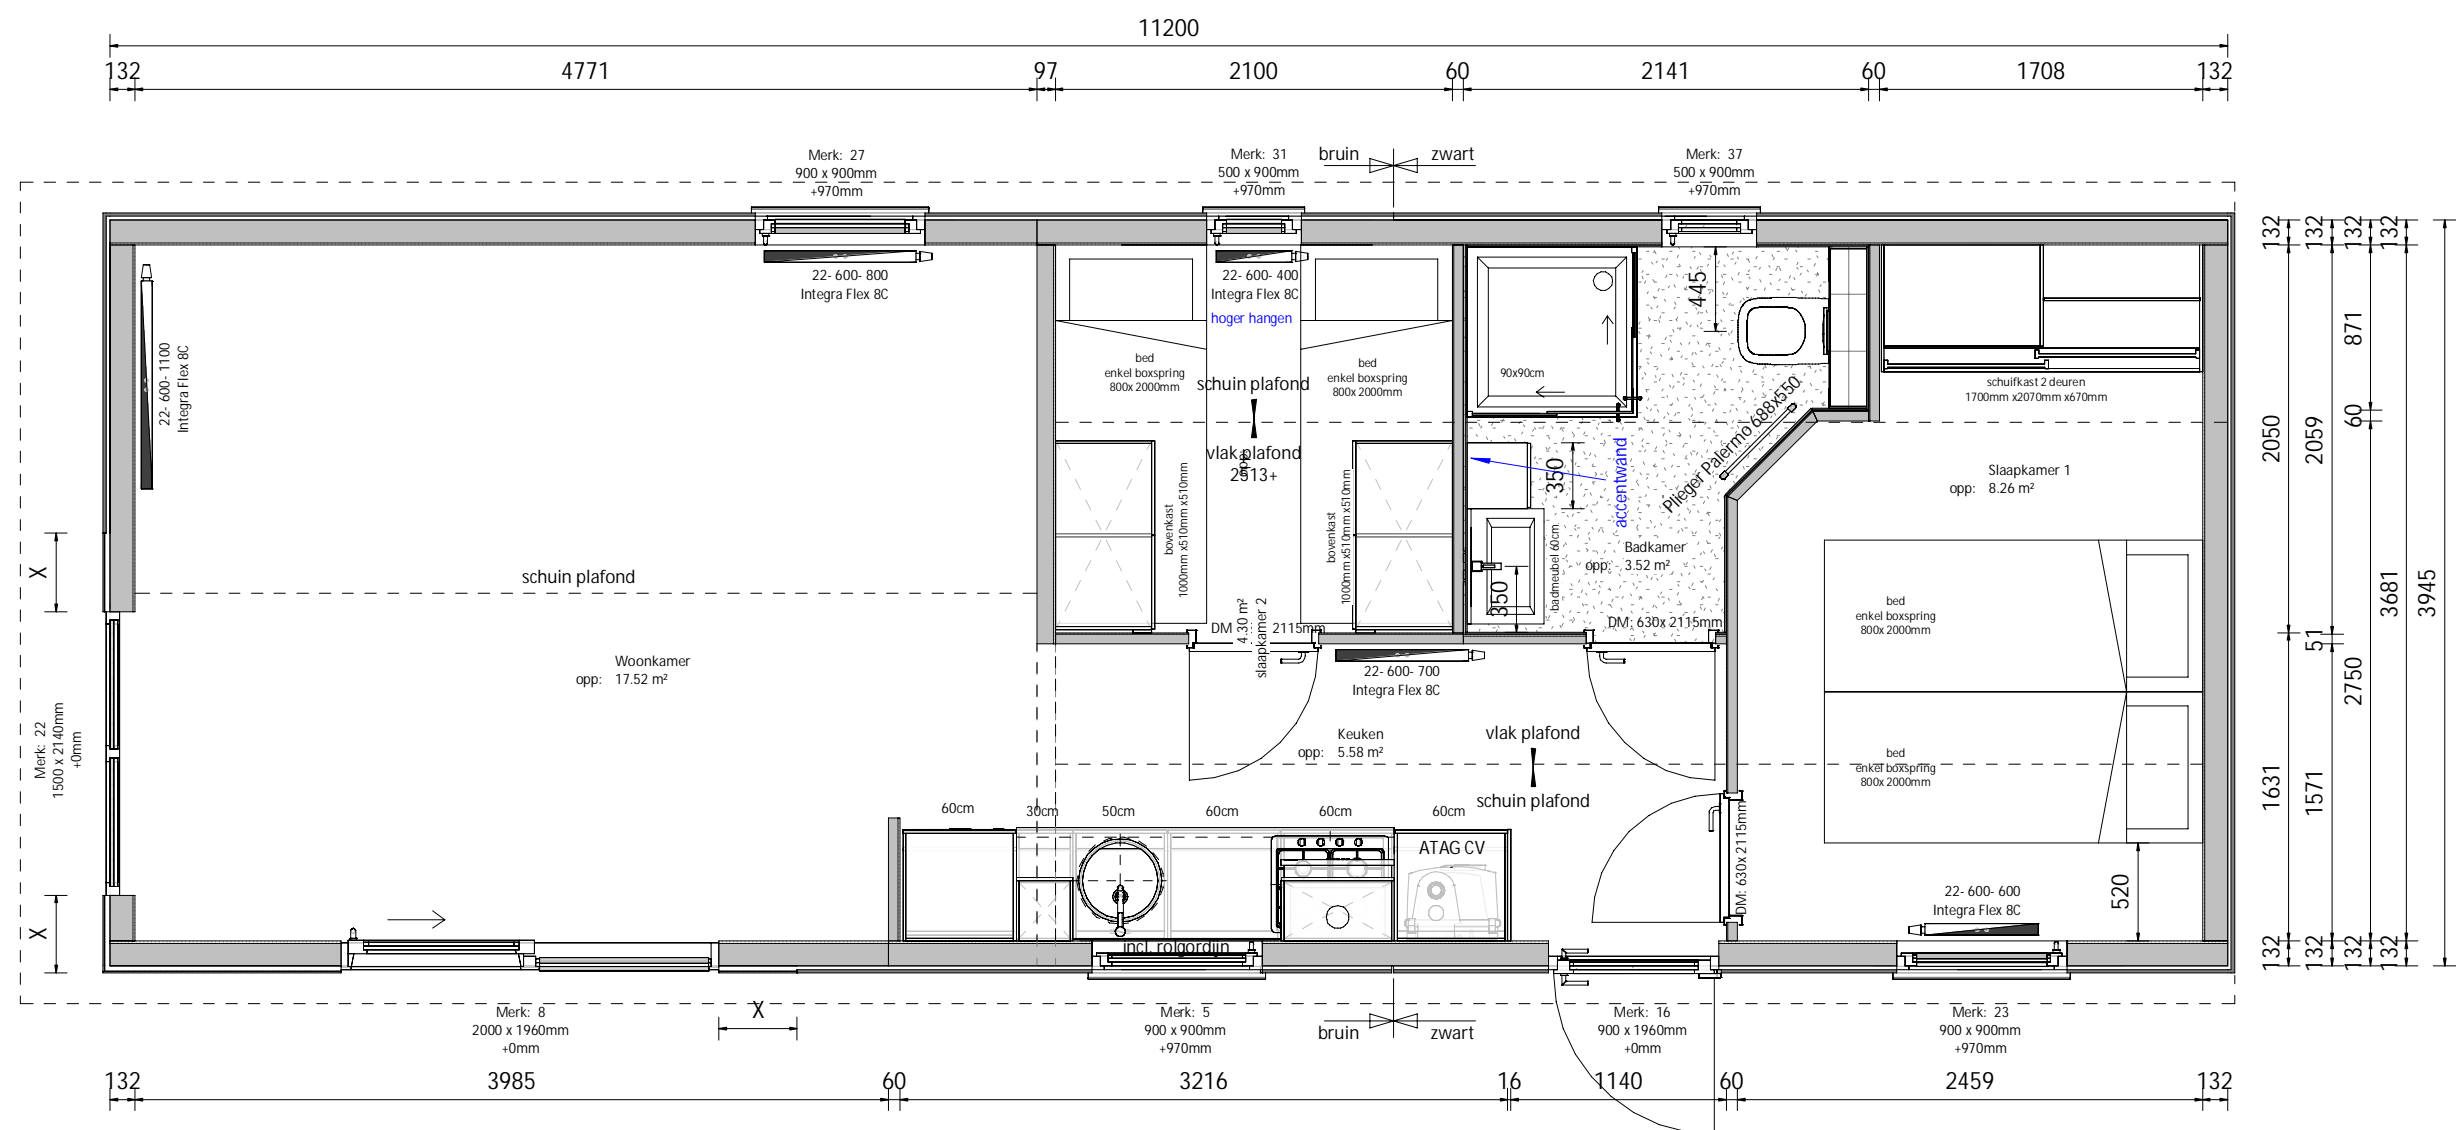 11200
132 4771 97 2100 60 2141 60 1708 132
Merk: 27
900 x 900mm
+970mm
Merk: 31
500 x 900mm
+970mm
bruin zwart
Merk: 37
500 x 900mm
+970mm
22- 600- 800
Integra Flex 8C
22- 600- 400
Integra Flex 8C
hoger hangen
22- 600- 1100
Integra Flex 8C
bed
enkel boxspring
800x 2000mm
bed
enkel boxspring
800x 2000mm
schuin plafond
vlak plafond
2513+
opp:
4.30 m²
slaapkamer 2
bovenkast
1000mm x510mm x510mm
bovenkast
1000mm x510mm x510mm
DM 2115mm
90x90cm
445
350
350
accentwand
Plieger Palermo 688x550
badmeubel 60cm.
Badkamer
opp: 3.52 m²
DM: 630x 2115mm
schuifkast 2 deuren
1700mm x2070mm x670mm
Slaapkamer 1
opp: 8.26 m²
bed
enkel boxspring
800x 2000mm
bed
enkel boxspring
800x 2000mm
520
22- 600- 600
Integra Flex 8C
DM: 630x 2115mm
schuin plafond
Woonkamer
opp: 17.52 m²
X
X
Merk: 22
1500 x 2140mm
+0mm
22- 600- 700
Integra Flex 8C
Keuken
opp: 5.58 m²
vlak plafond
schuin plafond
60cm 30cm 50cm 60cm 60cm 60cm
ATAG CV
incl. rolgordijn
132 132 132 132
2050 2059 871 3681 3945
60
51
1631 1571 2750
132 132 132 132
Merk: 8
2000 x 1960mm
+0mm
X
Merk: 5
900 x 900mm
+970mm
bruin zwart
Merk: 16
900 x 1960mm
+0mm
Merk: 23
900 x 900mm
+970mm
132 3985 60 3216 16 1140 60 2459 132